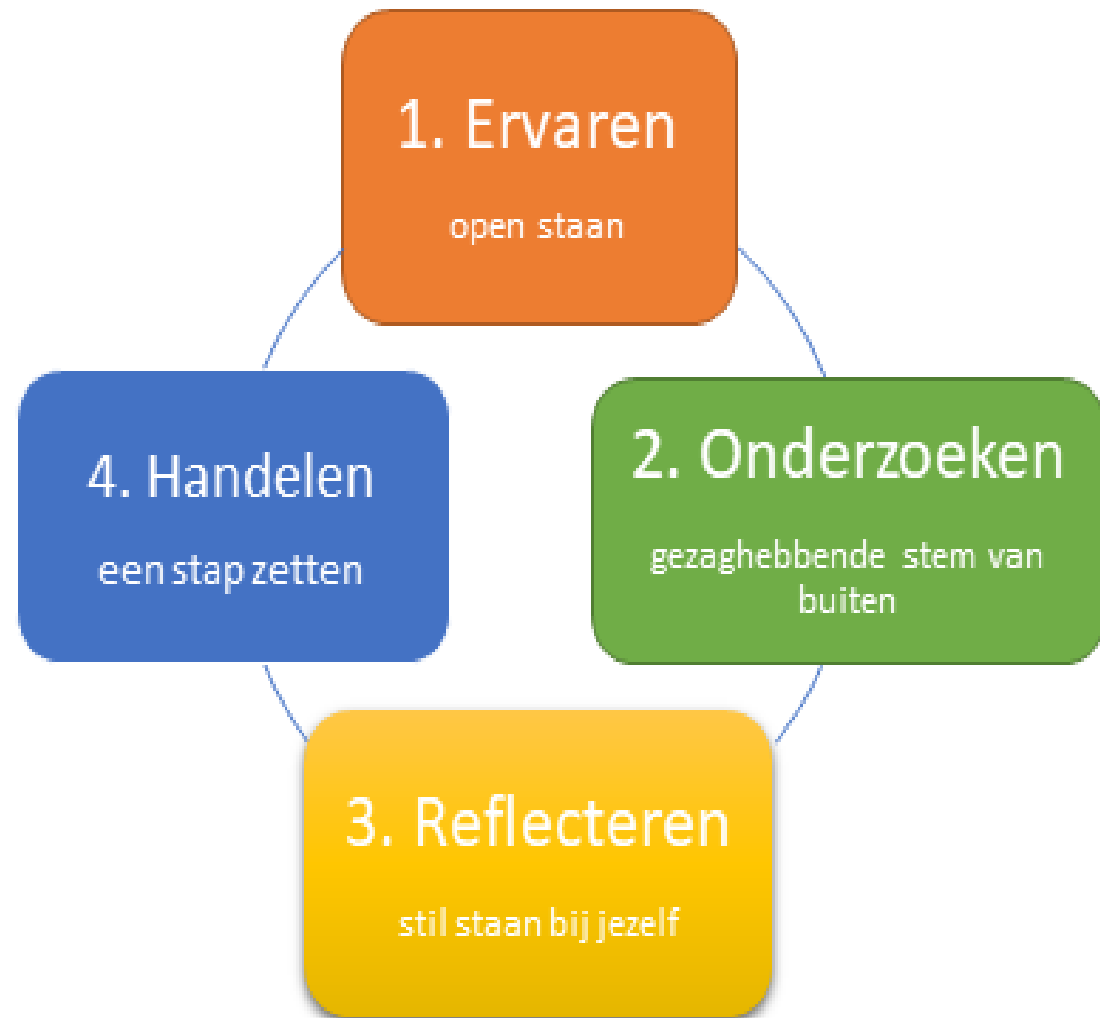 1. Ervaren
open staan
2. Onderzoeken
gezaghebbende stem van
buiten
3. Reflecteren
stil staan bij jezelf
4. Handelen
een stap zetten